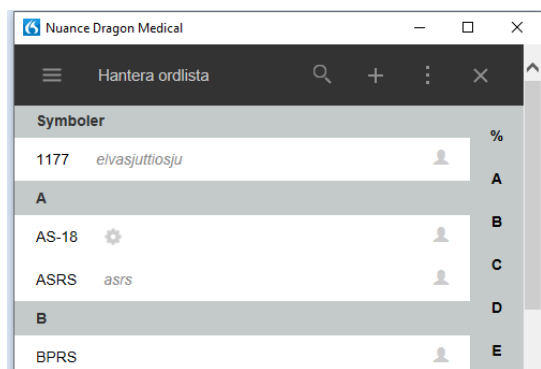 Nuance Dragon Medical
Hantera ordlista
Symboler
%
1177 elvasjuttiosju
A
A
AS-18
B
ASRS asrs
C
B
D
BPRS
E